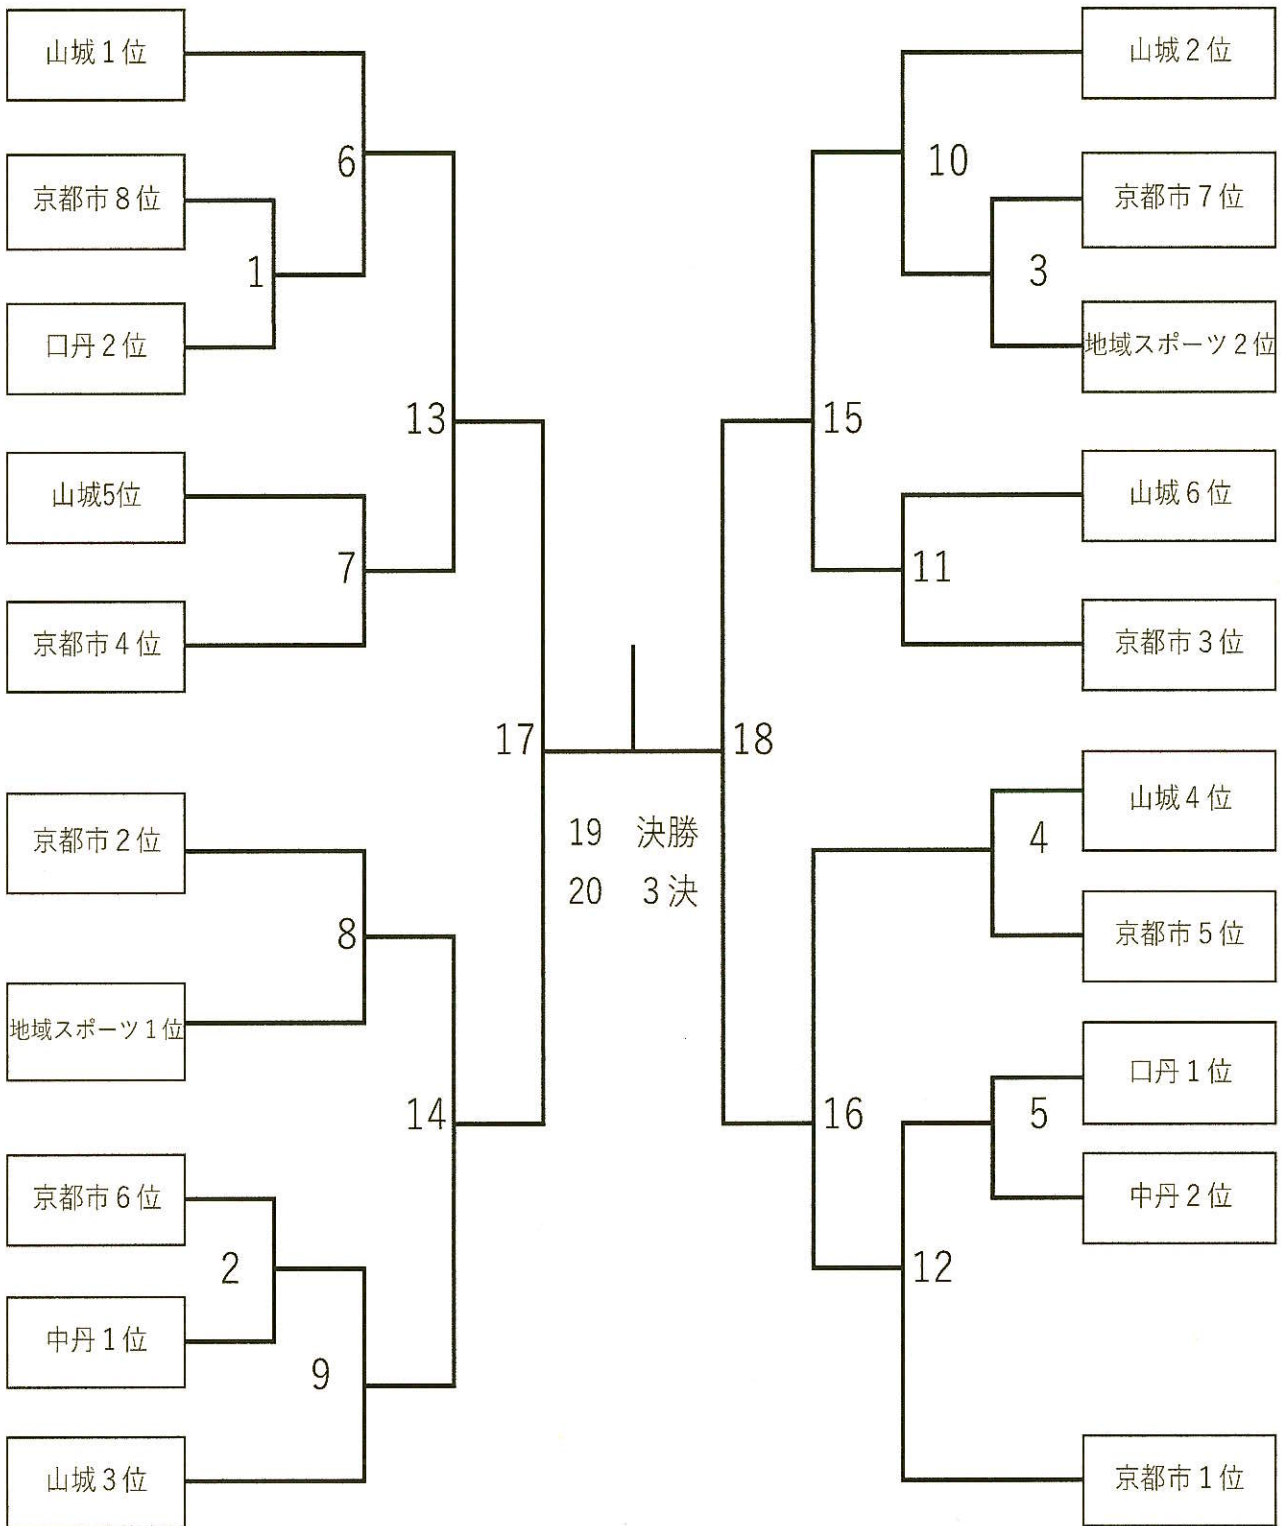 山城１位
京都市８位
口丹２位
山城5位
京都市４位
京都市２位
地域スポーツ１位
京都市６位
中丹１位
山城３位
6
1
13
7
17
8
14
2
9
19　決勝
20　３決
山城２位
京都市７位
地域スポーツ２位
山城６位
京都市３位
山城４位
京都市５位
口丹１位
中丹２位
京都市１位
10
3
15
11
18
4
16
5
12